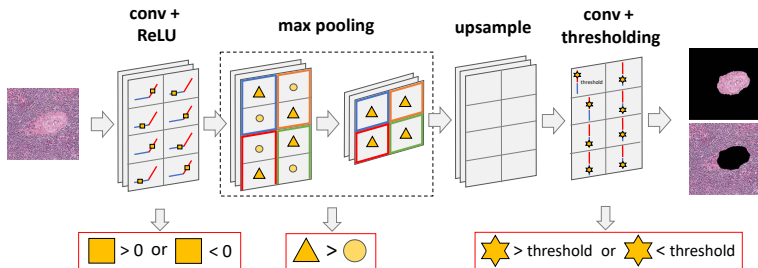 conv +
ReLU
max pooling
upsample
conv +
thresholding
threshold
> 0 or < 0
>
> threshold or < threshold